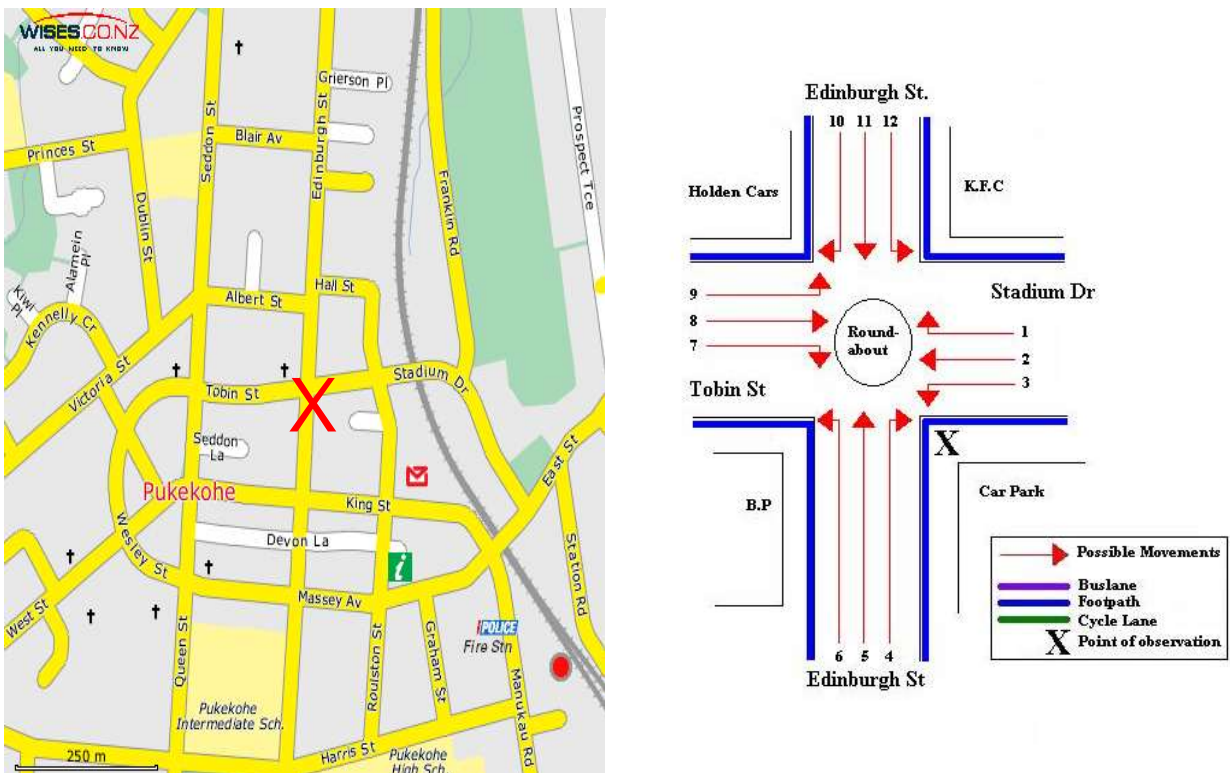 WISES.CO.NZ
ALL YOU NEED TO KNOW
Grierson Pl
Edinburgh St
Seddon St
Blair Av
Princes St
Dublin St
Prospect Tce
Franklin Rd
Alamein Pl
Kiwi Pl
Kennelly Cr
Hall St
Albert St
Victoria St
Tobin St
X
Stadium Dr
Seddon La
Pukekohe
King St
East St
Devon La
Wesley St
i
Station Rd
Massey Av
West St
POLICE
Fire Stn
Queen St
Roulston St
Graham St
Manukau Rd
Pukekohe
Intermediate Sch.
Harris St
Pukekohe
High Sch.
250 m
Edinburgh St.
10 11 12
Holden Cars
K.F.C
Stadium Dr
9
8
7
Round-
about
1
2
3
Tobin St
X
B.P
Car Park
6 5 4
Edinburgh St
Possible Movements
Buslane
Footpath
Cycle Lane
X Point of observation